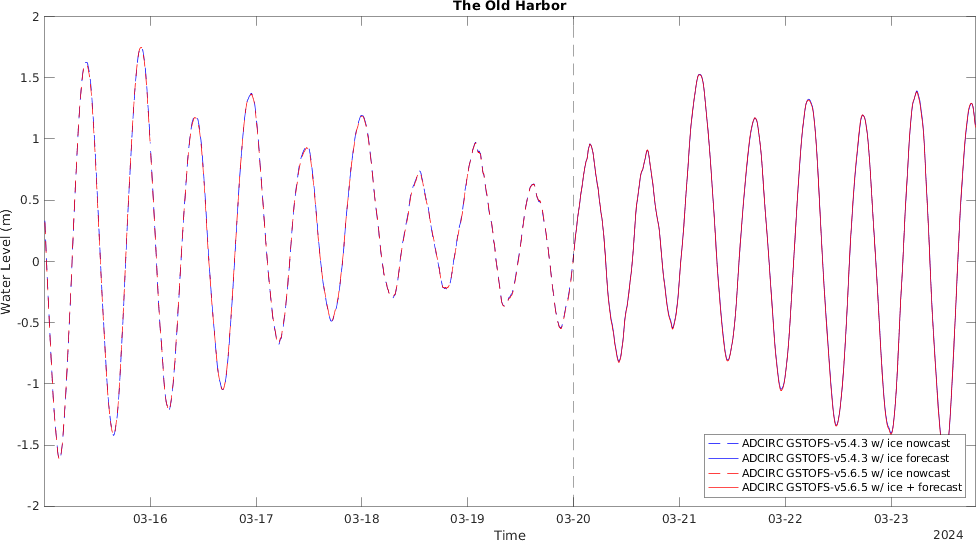 The Old Harbor
2
1.5
1
0.5
0
-0.5
-1
-1.5
-2
Water Level (m)
03-16 03-17 03-18 03-19 03-20 03-21 03-22 03-23
Time
2024
ADCIRC GSTOFS-v5.4.3 w/ ice nowcast
ADCIRC GSTOFS-v5.4.3 w/ ice forecast
ADCIRC GSTOFS-v5.6.5 w/ ice nowcast
ADCIRC GSTOFS-v5.6.5 w/ ice + forecast